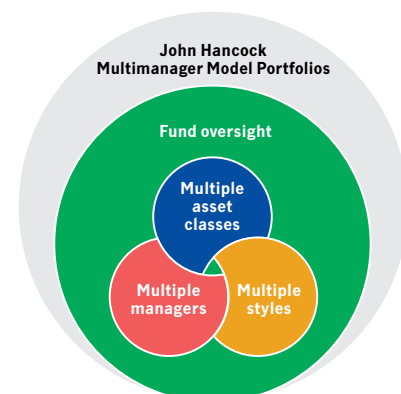 John Hancock
Multimanager Model Portfolios
Fund oversight
Multiple
asset
classes
Multiple
managers
Multiple
styles